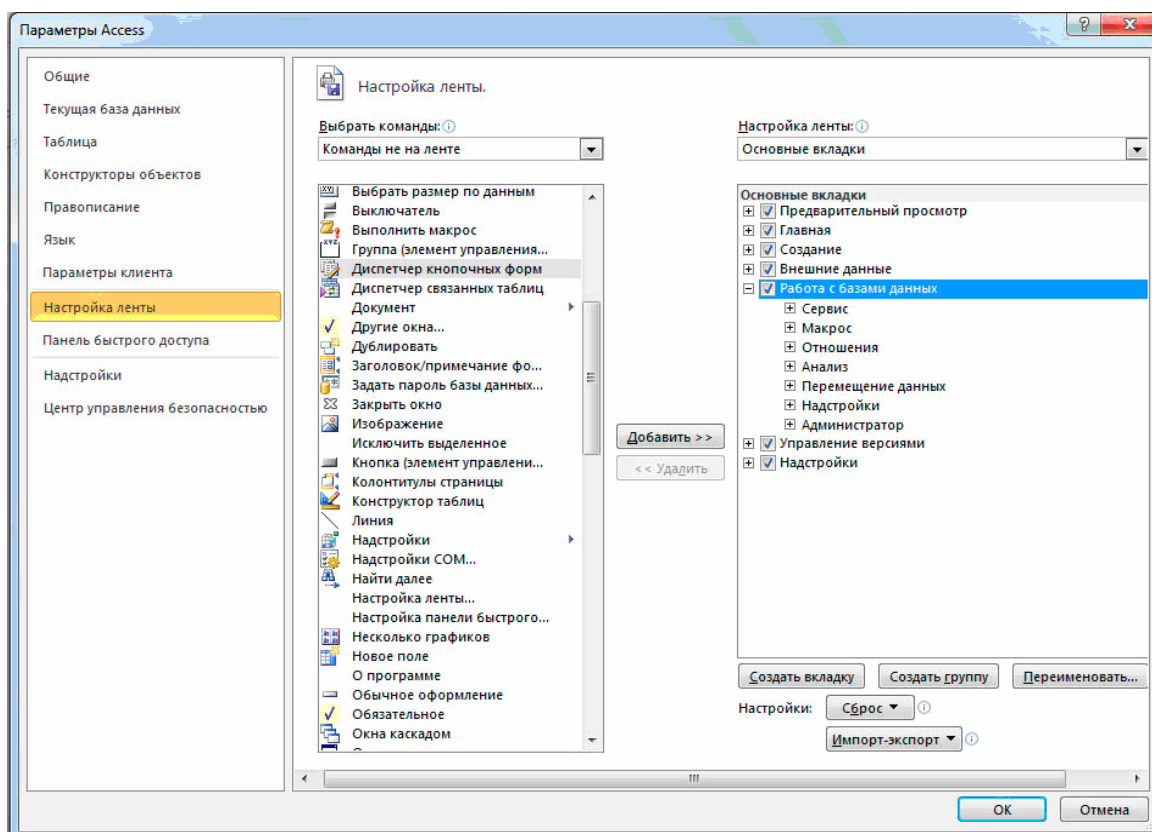 Параметры Access
Общие
Текущая база данных
Таблица
Конструкторы объектов
Правописание
Язык
Параметры клиента
Настройка ленты
Панель быстрого доступа
Надстройки
Центр управления безопасностью
Настройка ленты.
Выбрать команды:
Команды не на ленте
Выбрать размер по данным
Выключатель
Выполнить макрос
Группа (элемент управления...
Диспетчер кнопочных форм
Диспетчер связанных таблиц
Документ
Другие окна...
Дублировать
Заголовок/примечание фо...
Задать пароль базы данных...
Закрыть окно
Изображение
Исключить выделенное
Кнопка (элемент управлени...
Колонтитулы страницы
Конструктор таблиц
Линия
Надстройки
Надстройки COM...
Найти далее
Настройка ленты...
Настройка панели быстрого...
Несколько графиков
Новое поле
О программе
Обычное оформление
Обязательное
Окна каскадом
Добавить >>
<< Удалить
Настройка ленты:
Основные вкладки
Основные вкладки
Предварительный просмотр
Главная
Создание
Внешние данные
Работа с базами данных
Сервис
Макрос
Отношения
Анализ
Перемещение данных
Надстройки
Администратор
Управление версиями
Надстройки
Создать вкладку
Создать группу
Переименовать...
Настройки:
Сброс
Импорт-экспорт
ОК
Отмена